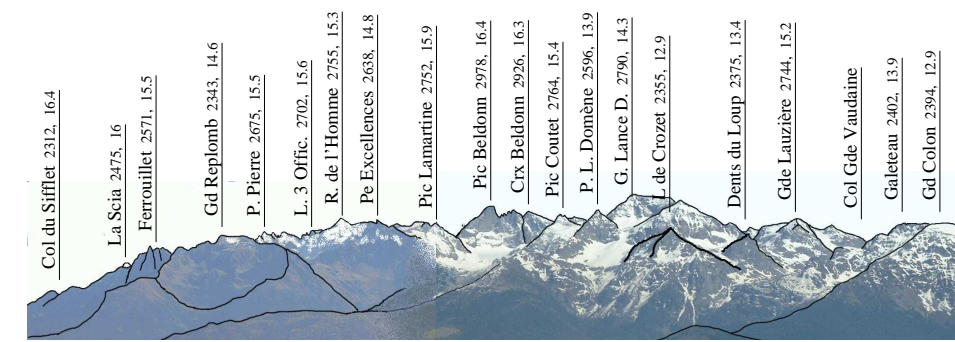 Col du Sifflet 2312, 16.4
La Scia 2475, 16
Ferrouillet 2571, 15.5
Gd Replomb 2343, 14.6
P. Pierre 2675, 15.5
L. 3 Offic. 2702, 15.6
R. de l'Homme 2755, 15.3
Pe Excellences 2638, 14.8
Pic Lamartine 2752, 15.9
Pic Beldonn 2978, 16.4
Crx Beldonn 2926, 16.3
Pic Coutet 2764, 15.4
P. L. Domène 2596, 13.9
G. Lance D. 2790, 14.3
L de Crozet 2355, 12.9
Dents du Loup 2375, 13.4
Gde Lauzière 2744, 15.2
Col Gde Vaudaine
Galeteau 2402, 13.9
Gd Colon 2394, 12.9